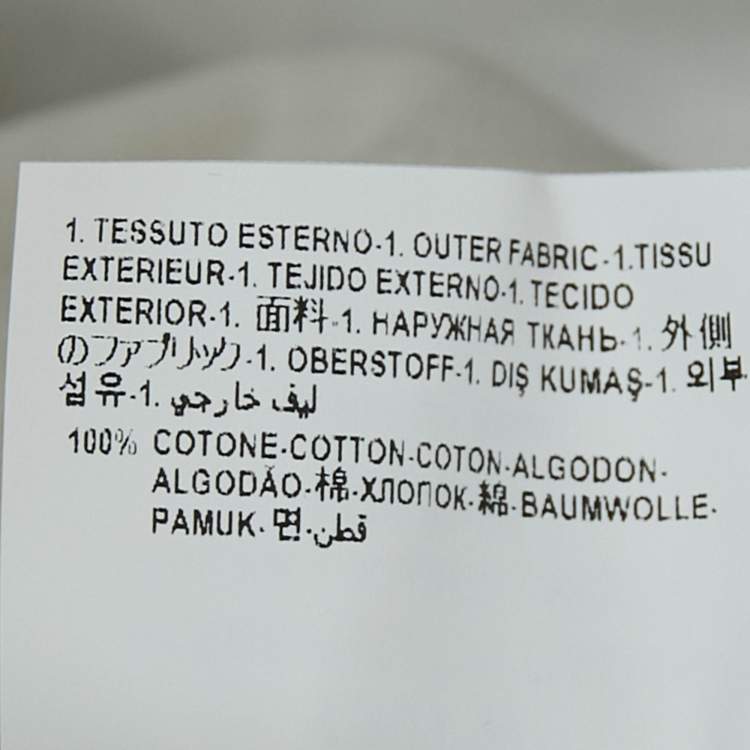 1. TESSUTO ESTERNO-1. OUTER FABRIC-1.TISSU
EXTERIEUR-1. TEJIDO EXTERNO-1. TECIDO
EXTERIOR-1. 面料-1. НАРУЖНАЯ ТКАНЬ-1. 外側
のファブリック-1. OBERSTOFF-1. DIŞ KUMAŞ-1. 외부
섬유-1. ليف خارجي
100% COTONE-COTTON-COTON-ALGODON-
ALGODÃO-棉-ХЛОПОК-綿-BAUMWOLLE-
PAMUK-면-قطن